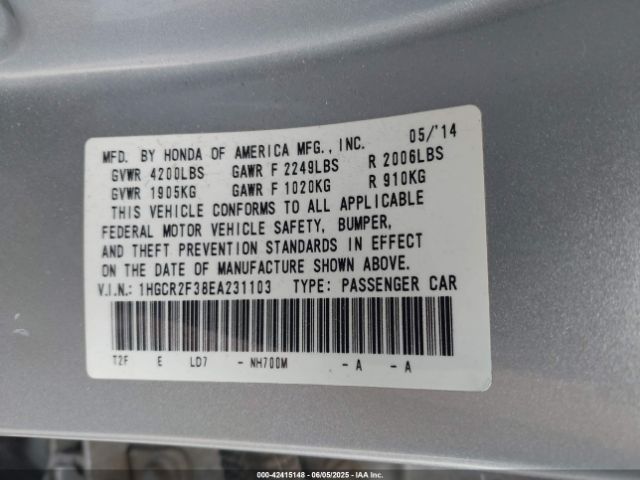 MFD. BY HONDA OF AMERICA MFG., INC. 05/'14
GVWR 4200LBS GAWR F 2249LBS R 2006LBS
GVWR 1905KG GAWR F 1020KG R 910KG
THIS VEHICLE CONFORMS TO ALL APPLICABLE
FEDERAL MOTOR VEHICLE SAFETY, BUMPER,
AND THEFT PREVENTION STANDARDS IN EFFECT
ON THE DATE OF MANUFACTURE SHOWN ABOVE.
V.I.N.: 1HGCR2F38EA231103 TYPE: PASSENGER CAR
T2F E LD7 - NH700M - A - A
000-42415148 - 06/05/2025 - IAA Inc.